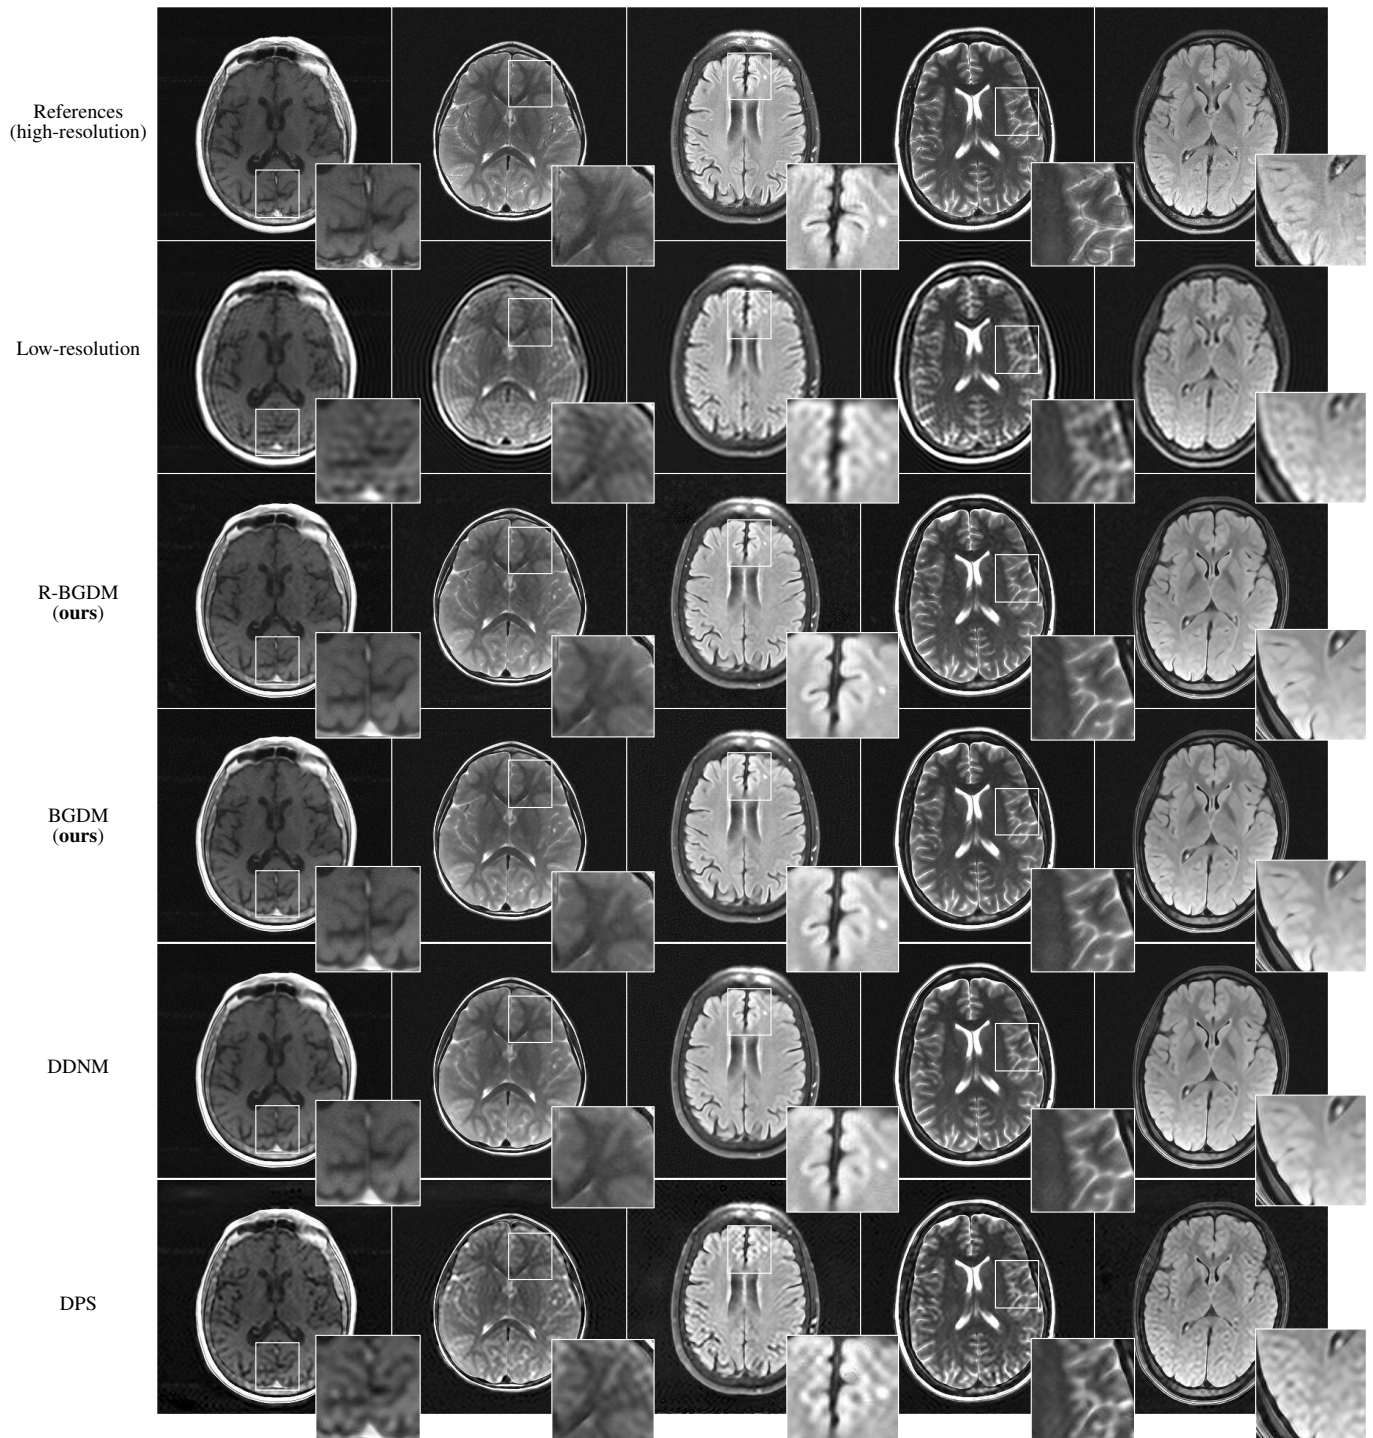 References
(high-resolution)
Low-resolution
R-BGDM
(ours)
BGDM
(ours)
DDNM
DPS